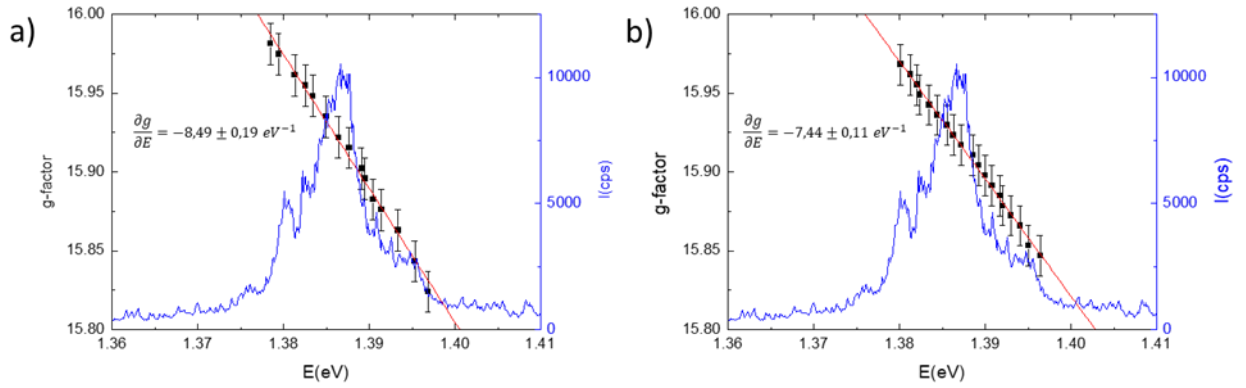 a)
16.00
15.95
15.90
15.85
15.80
g-factor
∂g/∂E = −8,49 ± 0,19 eV⁻¹
10000
5000
0
I(cps)
1.36 1.37 1.38 1.39 1.40 1.41
E(eV)
b)
16.00
15.95
15.90
15.85
15.80
g-factor
∂g/∂E = −7,44 ± 0,11 eV⁻¹
10000
5000
0
I(cps)
1.36 1.37 1.38 1.39 1.40 1.41
E(eV)